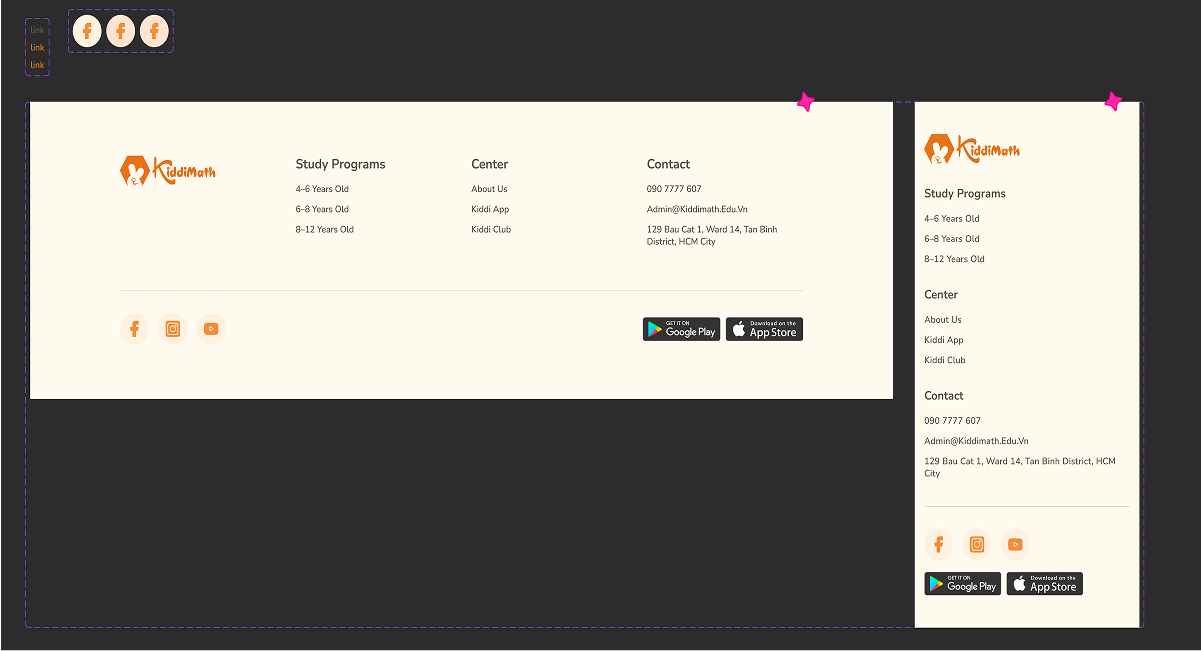 link
link
link
KiddiMath
Study Programs
4–6 Years Old
6–8 Years Old
8–12 Years Old
Center
About Us
Kiddi App
Kiddi Club
Contact
090 7777 607
Admin@Kiddimath.Edu.Vn
129 Bau Cat 1, Ward 14, Tan Binh
District, HCM City
GET IT ON
Google Play
Download on the
App Store
KiddiMath
Study Programs
4–6 Years Old
6–8 Years Old
8–12 Years Old
Center
About Us
Kiddi App
Kiddi Club
Contact
090 7777 607
Admin@Kiddimath.Edu.Vn
129 Bau Cat 1, Ward 14, Tan Binh District, HCM
City
GET IT ON
Google Play
Download on the
App Store